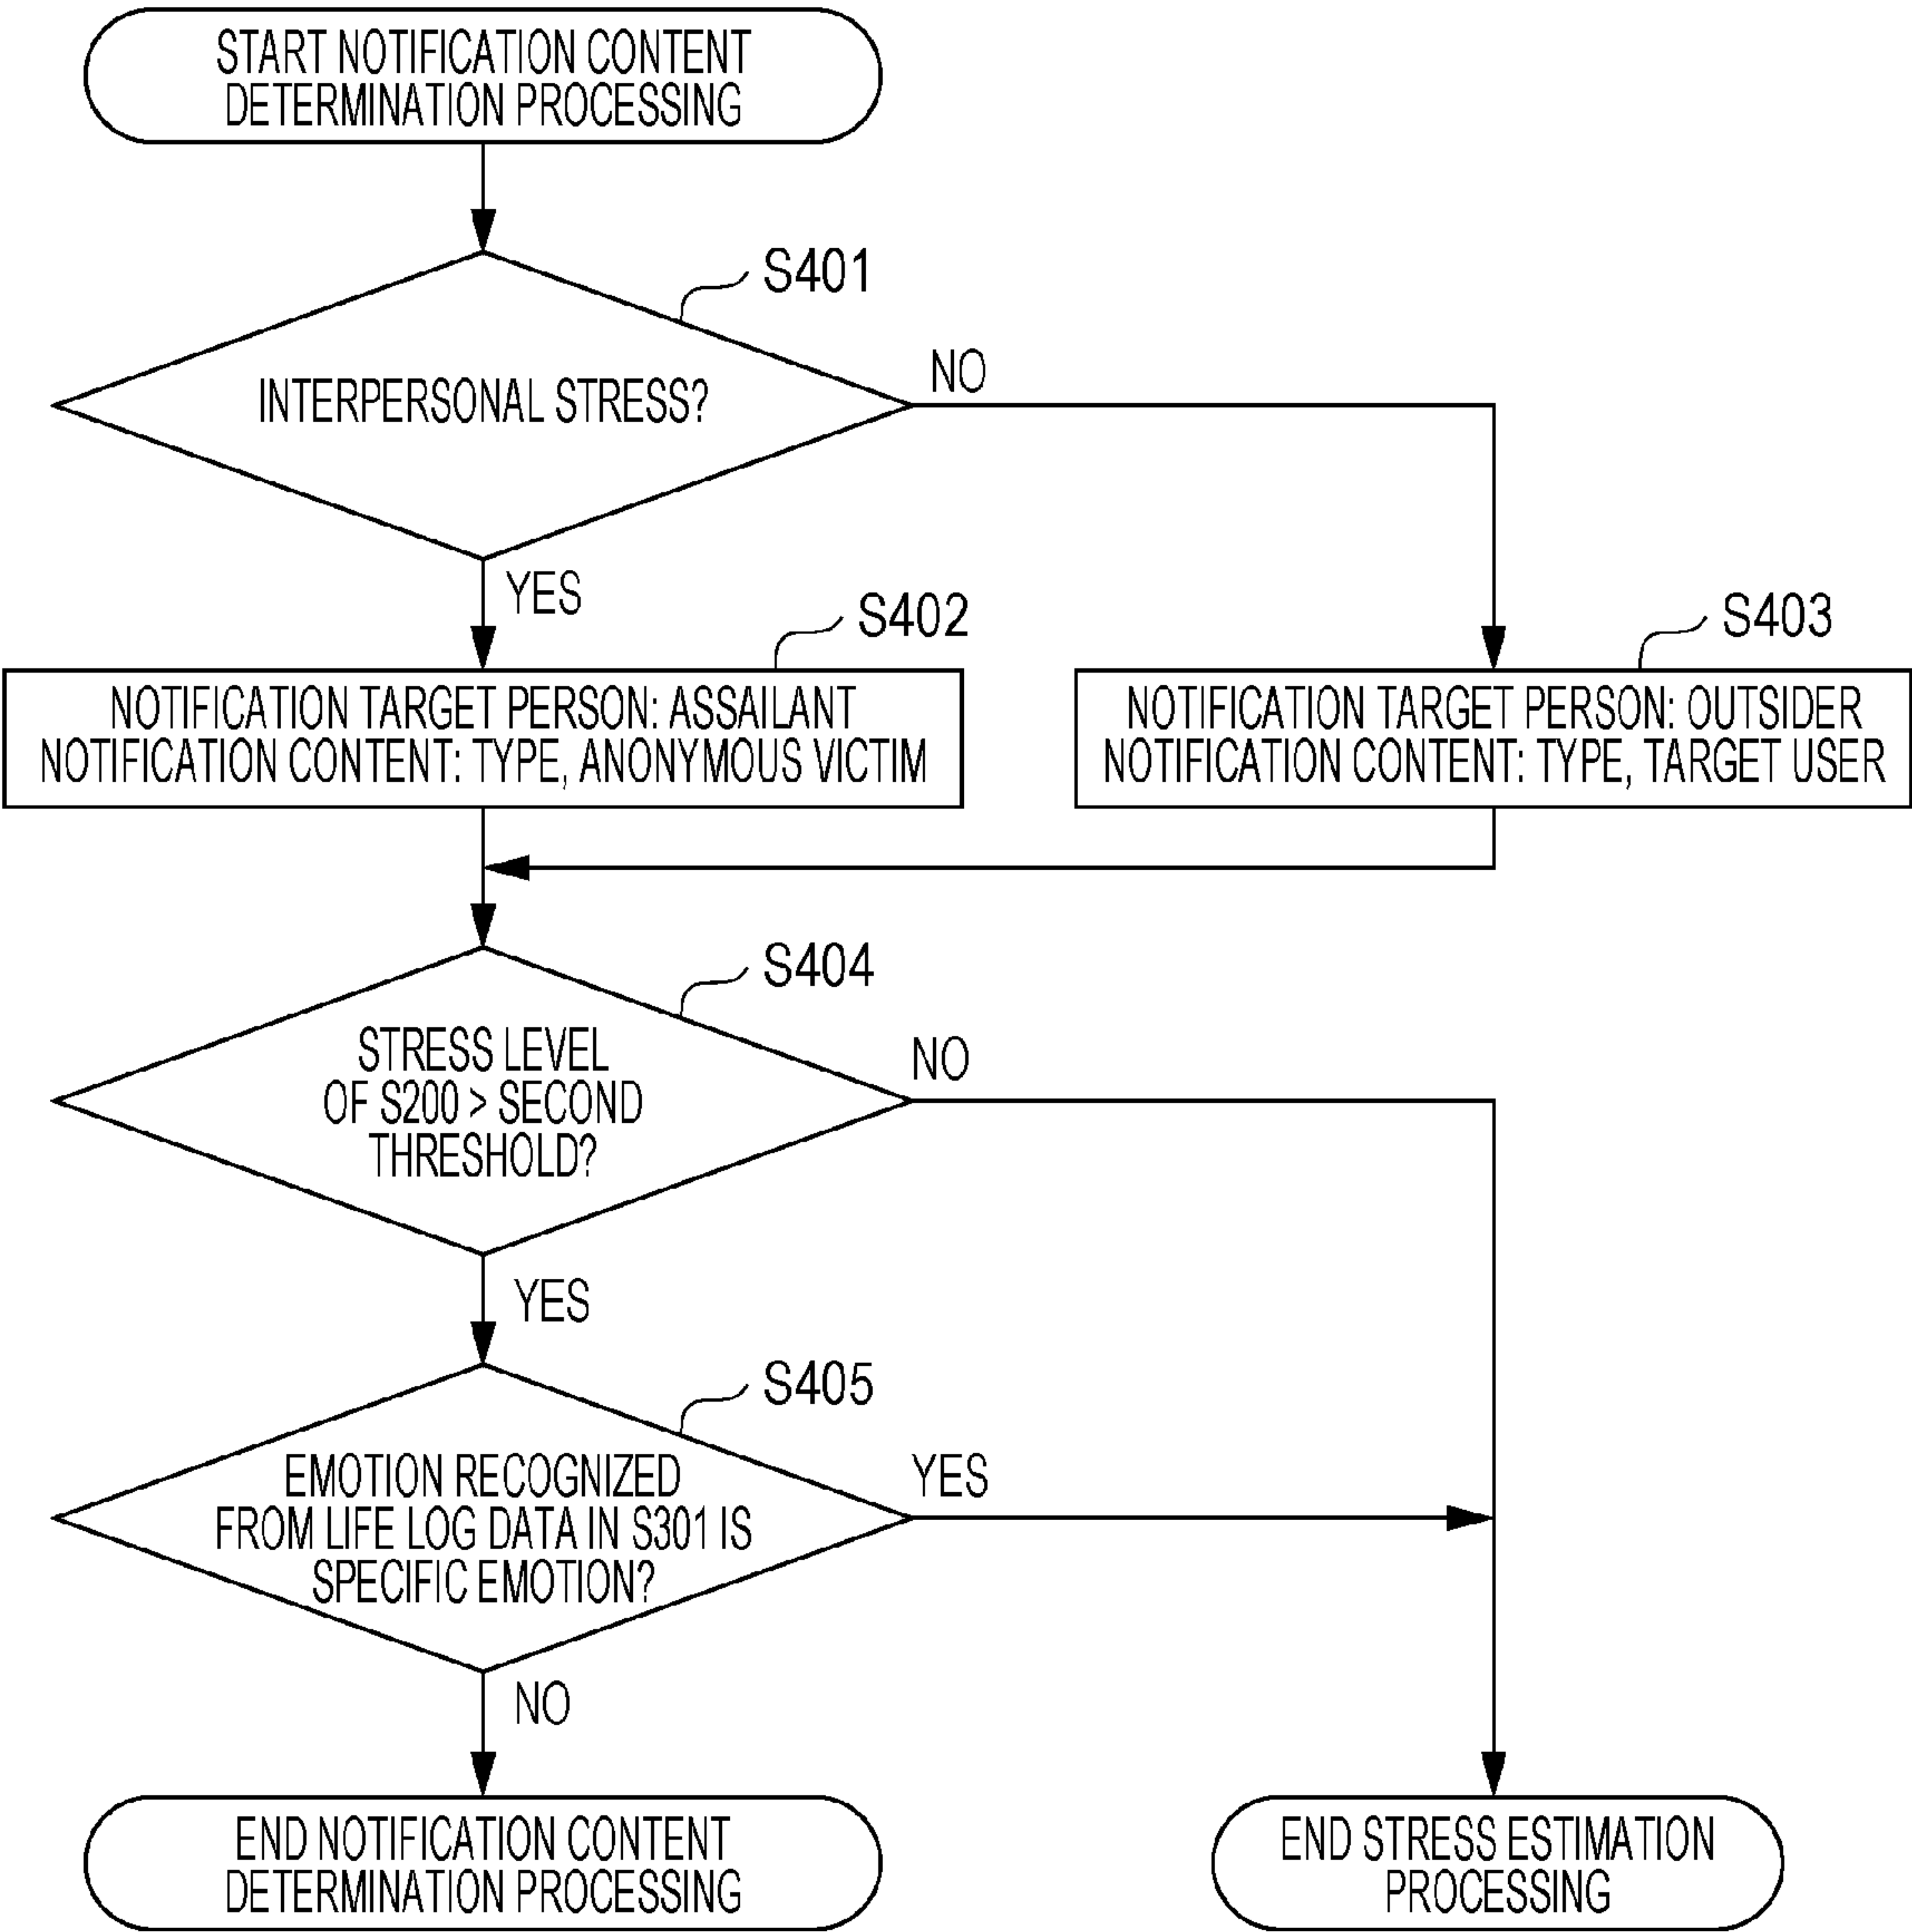 START NOTIFICATION CONTENT
DETERMINATION PROCESSING
S401
INTERPERSONAL STRESS?
NO
YES
S402
NOTIFICATION TARGET PERSON: ASSAILANT
NOTIFICATION CONTENT: TYPE, ANONYMOUS VICTIM
S403
NOTIFICATION TARGET PERSON: OUTSIDER
NOTIFICATION CONTENT: TYPE, TARGET USER
S404
STRESS LEVEL
OF S200 > SECOND
THRESHOLD?
NO
YES
S405
EMOTION RECOGNIZED
FROM LIFE LOG DATA IN S301 IS
SPECIFIC EMOTION?
YES
NO
END NOTIFICATION CONTENT
DETERMINATION PROCESSING
END STRESS ESTIMATION
PROCESSING